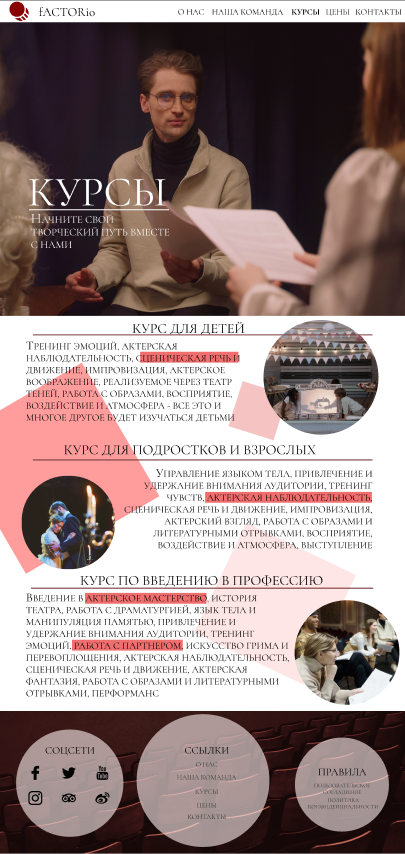 fACTORio
О НАС НАША КОМАНДА КУРСЫ ЦЕНЫ КОНТАКТЫ
КУРСЫ
Начните свой
творческий путь вместе
с нами
КУРС ДЛЯ ДЕТЕЙ
Тренинг эмоций, актерская
наблюдательность, сценическая речь и
движение, импровизация, актерское
воображение, реализуемое через театр
теней, работа с образами, восприятие,
воздействие и атмосфера - все это и
многое другое будет изучаться детьми
КУРС ДЛЯ ПОДРОСТКОВ И ВЗРОСЛЫХ
Управление языком тела, привлечение и
удержание внимания аудитории, тренинг
чувств, актерская наблюдательность,
сценическая речь и движение, импровизация,
актерский взгляд, работа с образами и
литературными отрывками, восприятие,
воздействие и атмосфера, выступление
КУРС ПО ВВЕДЕНИЮ В ПРОФЕССИЮ
Введение в актерское мастерство, история
театра, работа с драматургией, язык тела и
манипуляция памятью, привлечение и
удержание внимания аудитории, тренинг
эмоций, работа с партнером, искусство грима и
перевоплощения, актерская наблюдательность,
сценическая речь и движение, актерская
фантазия, работа с образами и литературными
отрывками, перформанс
СОЦСЕТИ
You
Tube
ССЫЛКИ
О НАС
НАША КОМАНДА
КУРСЫ
ЦЕНЫ
КОНТАКТЫ
ПРАВИЛА
ПОЛЬЗОВАТЕЛЬСКОЕ
СОГЛАШЕНИЕ
ПОЛИТИКА
КОНФИДЕНЦИАЛЬНОСТИ